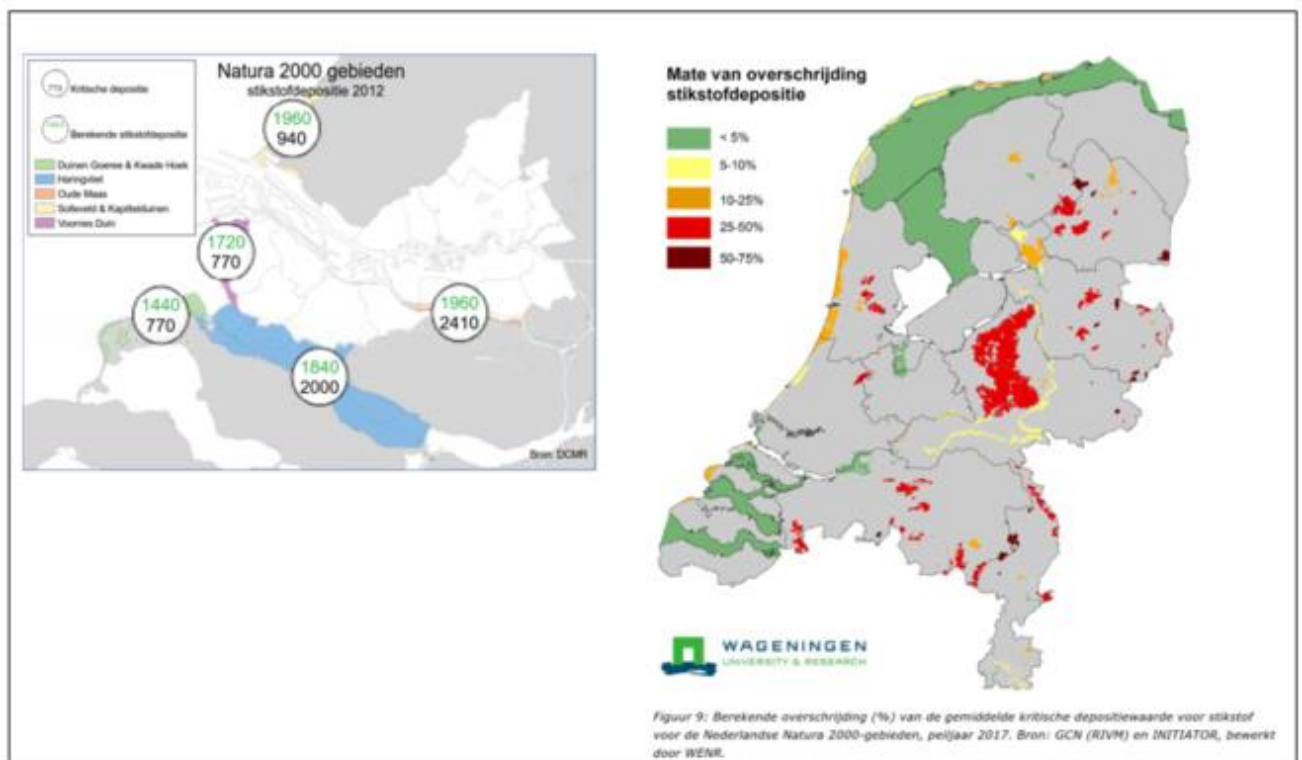 Natura 2000 gebieden
stikstofdepositie 2012
770
Kritische depositie
Berekende stikstofdepositie
Duinen Goeree & Kwade Hoek
Haringvliet
Oude Maas
Solleveld & Kapittelduinen
Voornes Duin
1960
940
1720
770
1440
770
1960
2410
1840
2000
Bron: DCMR
Mate van overschrijding
stikstofdepositie
< 5%
5-10%
10-25%
25-50%
50-75%
WAGENINGEN
UNIVERSITY & RESEARCH
Figuur 9: Berekende overschrijding (%) van de gemiddelde kritische depositiewaarde voor stikstof
voor de Nederlandse Natura 2000-gebieden, peiljaar 2017. Bron: GCN (RIVM) en INITIATOR, bewerkt
door WENR.